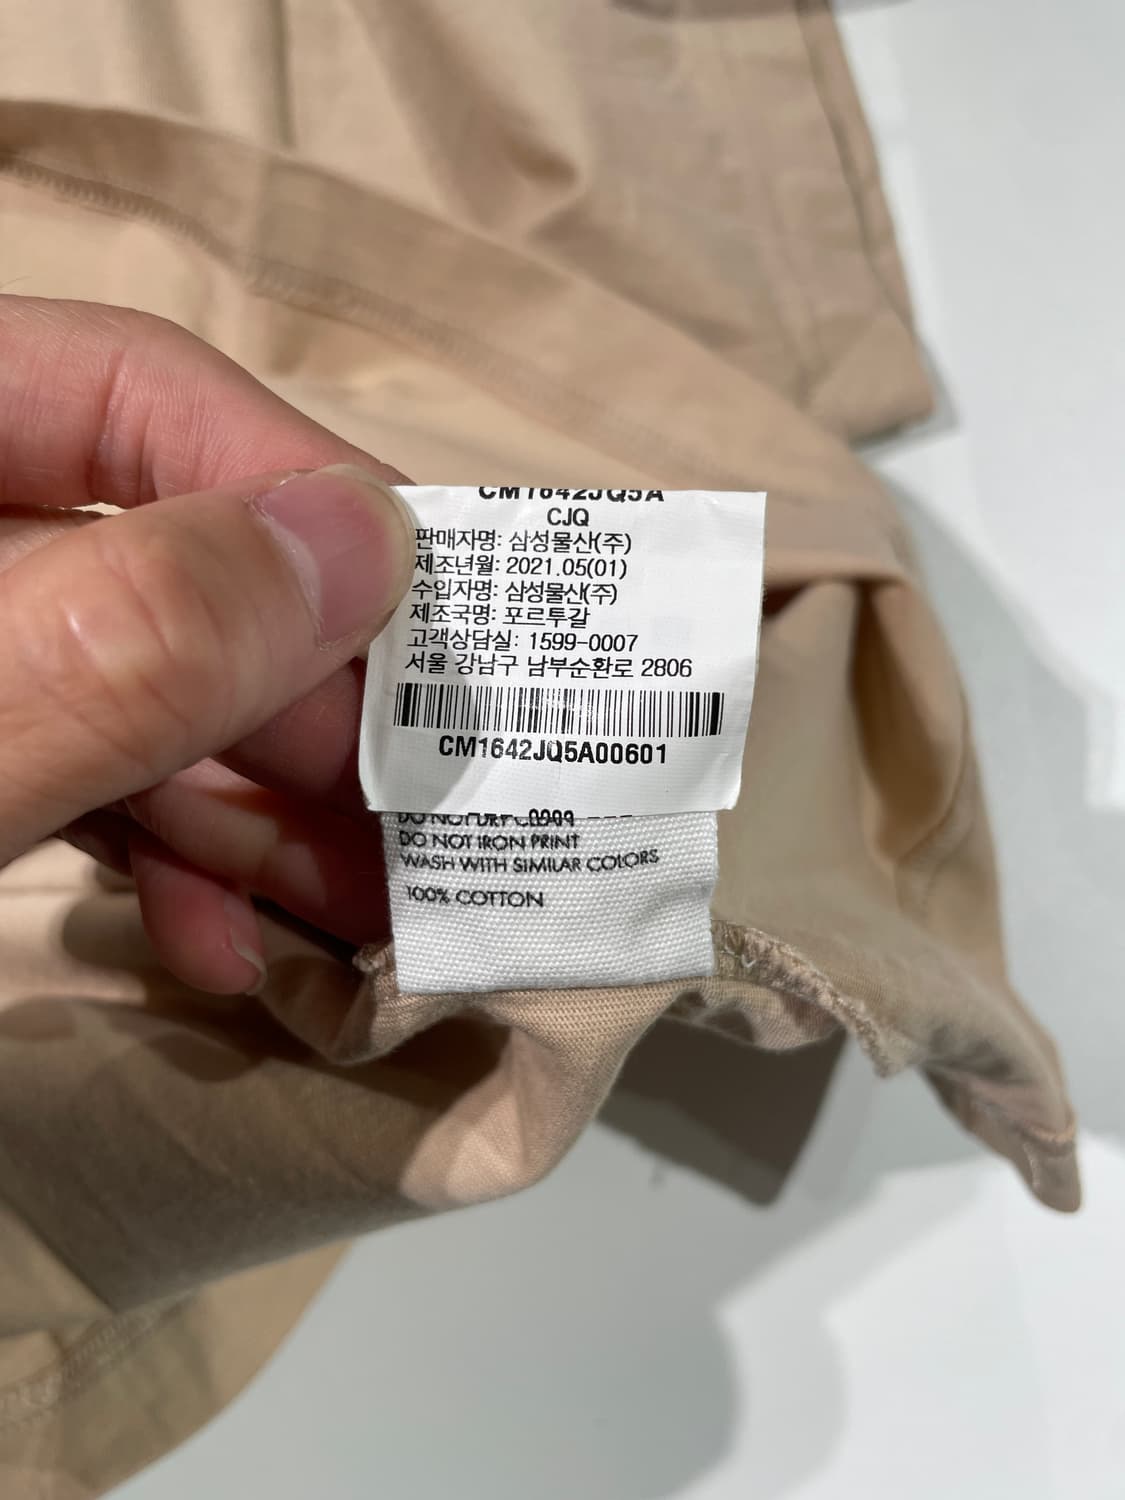 CM1642JQ5A
CJQ
판매자명: 삼성물산(주)
제조년월: 2021.05(01)
수입자명: 삼성물산(주)
제조국명: 포르투갈
고객상담실: 1599-0007
서울 강남구 남부순환로 2806
CM1642JQ5A00601
DO NOT DRY
DO NOT IRON PRINT
WASH WITH SIMILAR COLORS
100% COTTON